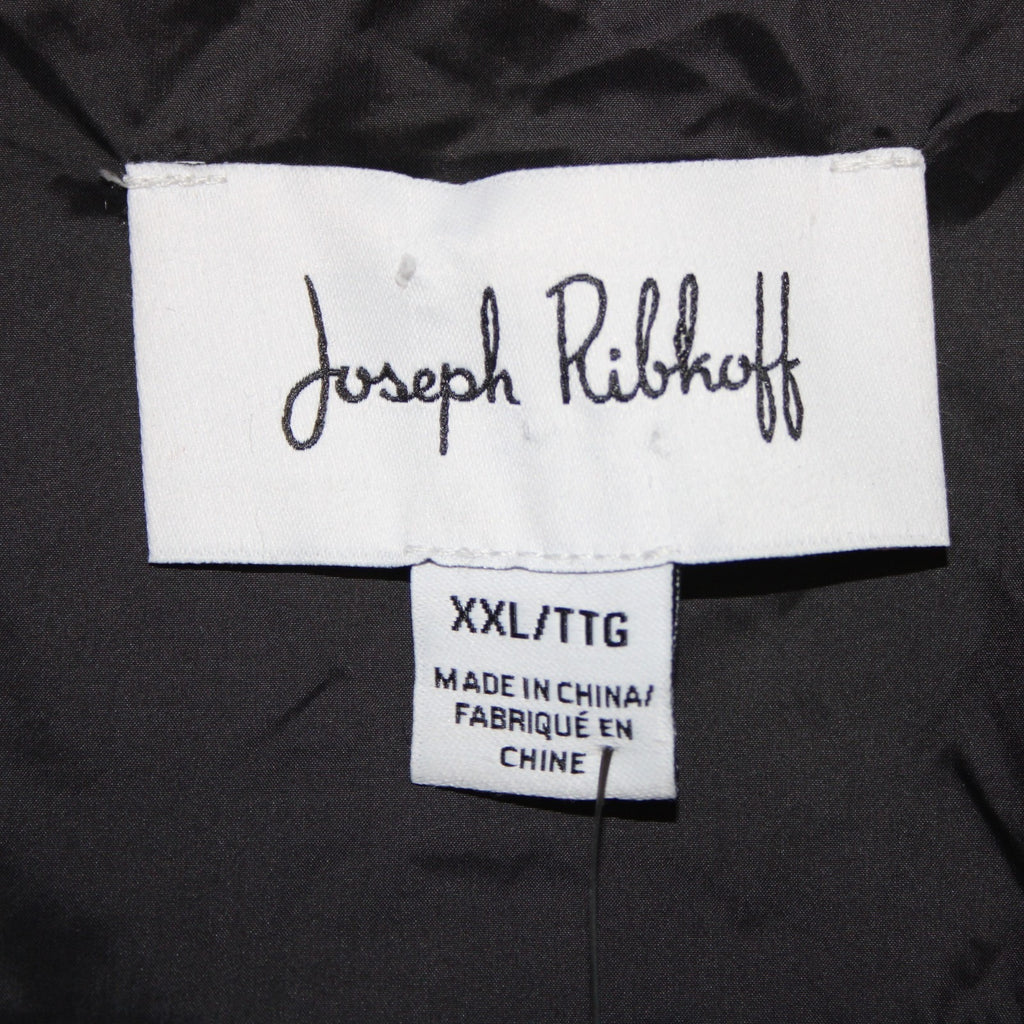 Joseph Ribkoff
XXL/TTG
MADE IN CHINA/
FABRIQUÉ EN
CHINE